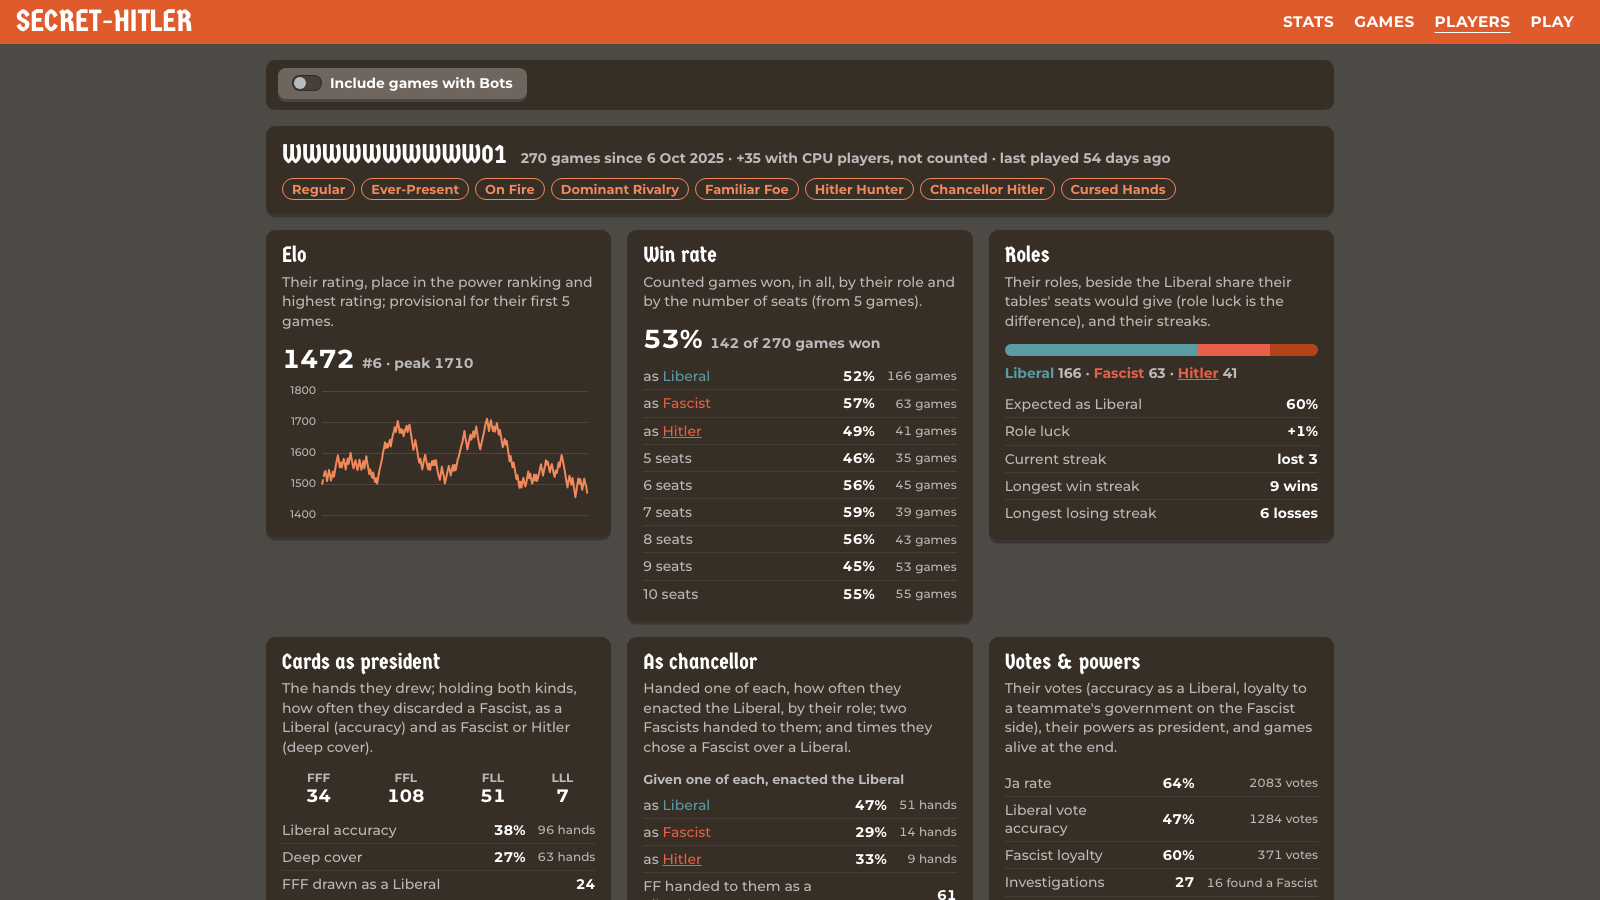 SECRET-HITLER
STATS GAMES PLAYERS PLAY
Include games with Bots
WWWWWWWWWW01 270 games since 6 Oct 2025 · +35 with CPU players, not counted · last played 54 days ago
Regular Ever-Present On Fire Dominant Rivalry Familiar Foe Hitler Hunter Chancellor Hitler Cursed Hands
Elo
Their rating, place in the power ranking and
highest rating; provisional for their first 5
games.
1472 #6 · peak 1710
1800
1700
1600
1500
1400
Win rate
Counted games won, in all, by their role and
by the number of seats (from 5 games).
53% 142 of 270 games won
as Liberal 52% 166 games
as Fascist 57% 63 games
as Hitler 49% 41 games
5 seats 46% 35 games
6 seats 56% 45 games
7 seats 59% 39 games
8 seats 56% 43 games
9 seats 45% 53 games
10 seats 55% 55 games
Roles
Their roles, beside the Liberal share their
tables' seats would give (role luck is the
difference), and their streaks.
Liberal 166 · Fascist 63 · Hitler 41
Expected as Liberal 60%
Role luck +1%
Current streak lost 3
Longest win streak 9 wins
Longest losing streak 6 losses
Cards as president
The hands they drew; holding both kinds,
how often they discarded a Fascist, as a
Liberal (accuracy) and as Fascist or Hitler
(deep cover).
FFF FFL FLL LLL
34 108 51 7
Liberal accuracy 38% 96 hands
Deep cover 27% 63 hands
FFF drawn as a Liberal 24
As chancellor
Handed one of each, how often they
enacted the Liberal, by their role; two
Fascists handed to them; and times they
chose a Fascist over a Liberal.
Given one of each, enacted the Liberal
as Liberal 47% 51 hands
as Fascist 29% 14 hands
as Hitler 33% 9 hands
FF handed to them as a 61
Votes & powers
Their votes (accuracy as a Liberal, loyalty to
a teammate's government on the Fascist
side), their powers as president, and games
alive at the end.
Ja rate 64% 2083 votes
Liberal vote
accuracy 47% 1284 votes
Fascist loyalty 60% 371 votes
Investigations 27 16 found a Fascist